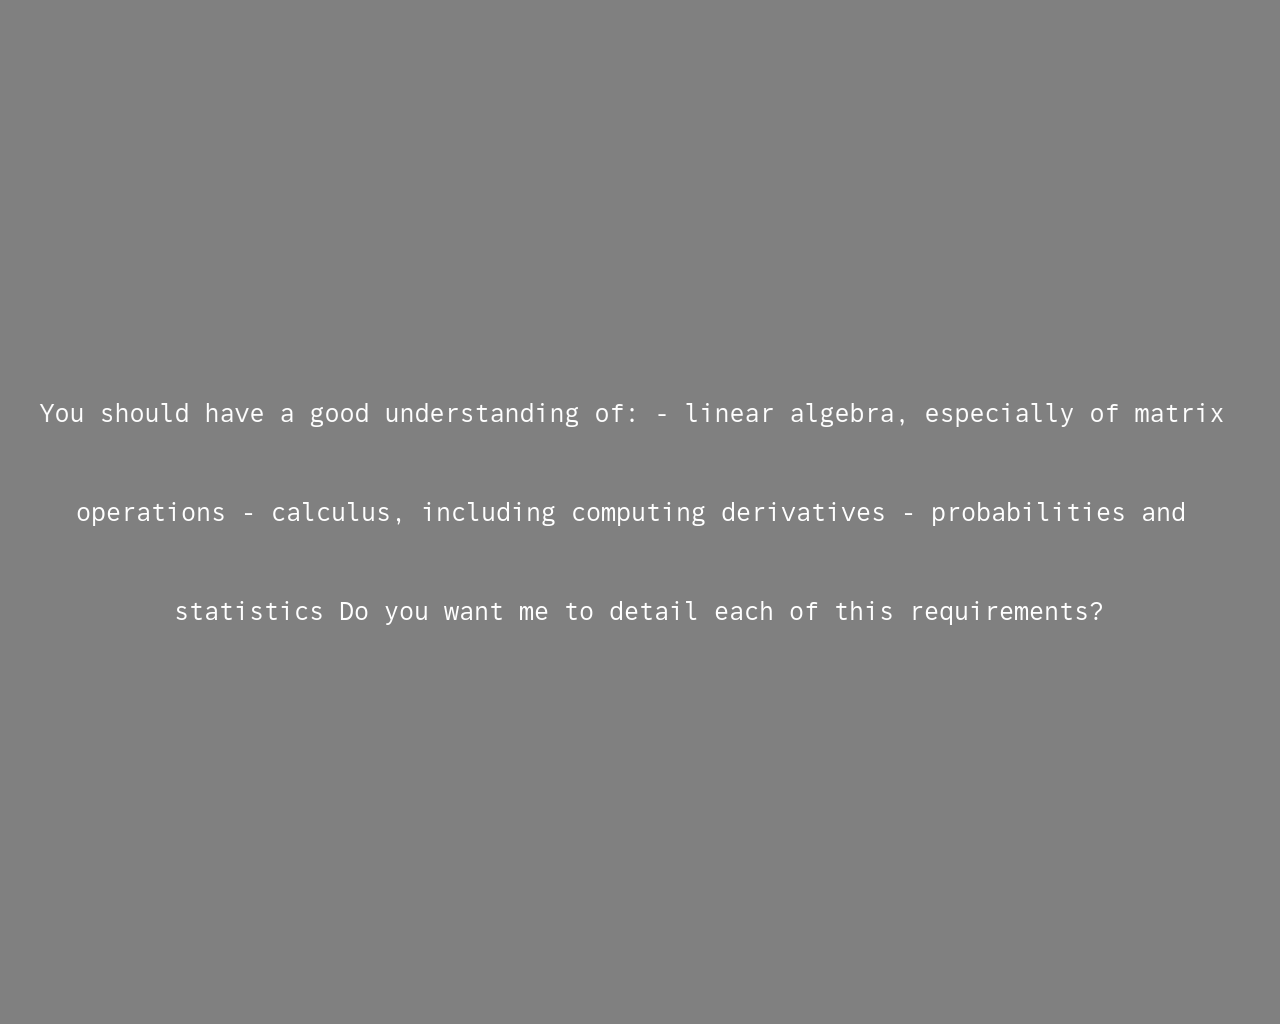 You should have a good understanding of: - linear algebra, especially of matrix
operations - calculus, including computing derivatives - probabilities and
statistics Do you want me to detail each of this requirements?